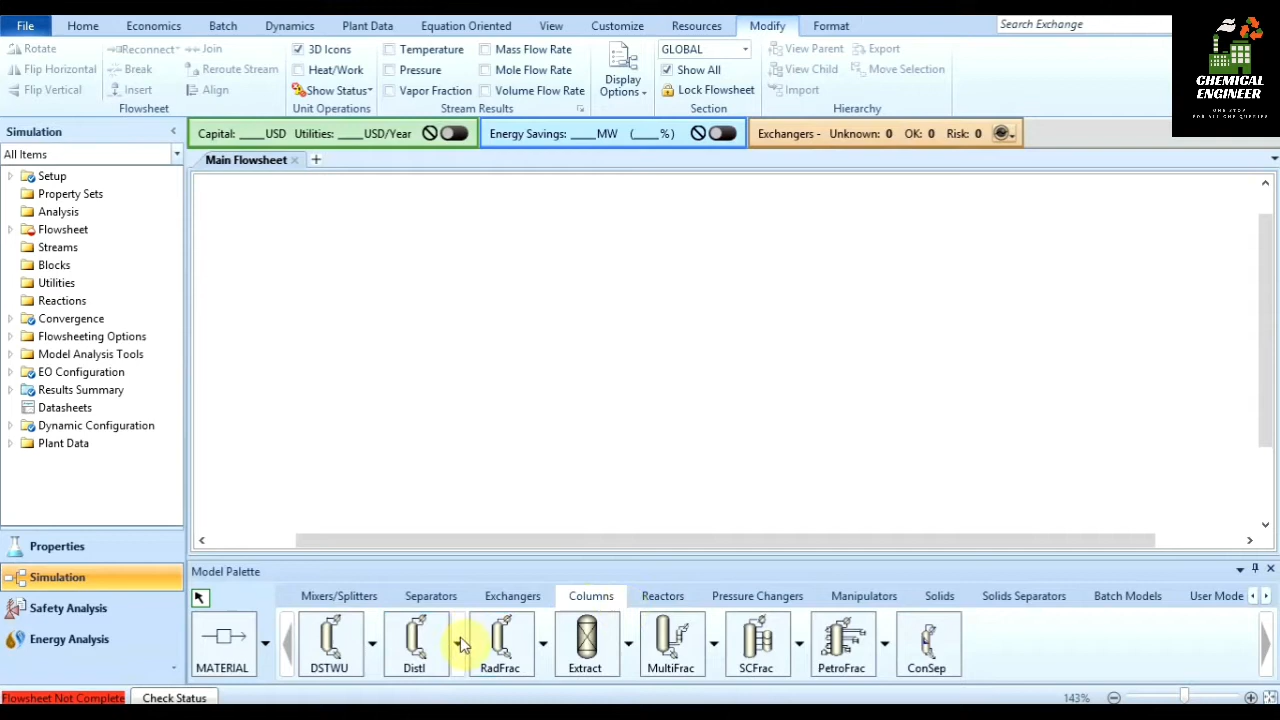 File Home Economics Batch Dynamics Plant Data Equation Oriented View Customize Resources Modify Format Search Exchange
Rotate Reconnect Join 3D Icons Temperature Mass Flow Rate GLOBAL View Parent Export
Flip Horizontal Break Reroute Stream Heat/Work Pressure Mole Flow Rate Display Options Show All View Child Move Selection
Flip Vertical Insert Align Show Status Vapor Fraction Volume Flow Rate Lock Flowsheet Import
Flowsheet Unit Operations Stream Results Section Hierarchy
CHEMICAL
ENGINEER
ONE STOP
FOR ALL CHE QUERIES
Simulation
Capital: ____USD Utilities: ____USD/Year Energy Savings: ____MW (____%) Exchangers - Unknown: 0 OK: 0 Risk: 0
All Items
Main Flowsheet
Setup
Property Sets
Analysis
Flowsheet
Streams
Blocks
Utilities
Reactions
Convergence
Flowsheeting Options
Model Analysis Tools
EO Configuration
Results Summary
Datasheets
Dynamic Configuration
Plant Data
Properties
Simulation
Safety Analysis
Energy Analysis
Model Palette
Mixers/Splitters Separators Exchangers Columns Reactors Pressure Changers Manipulators Solids Solids Separators Batch Models User Mode
MATERIAL DSTWU Distl RadFrac Extract MultiFrac SCFrac PetroFrac ConSep
Flowsheet Not Complete Check Status 143%